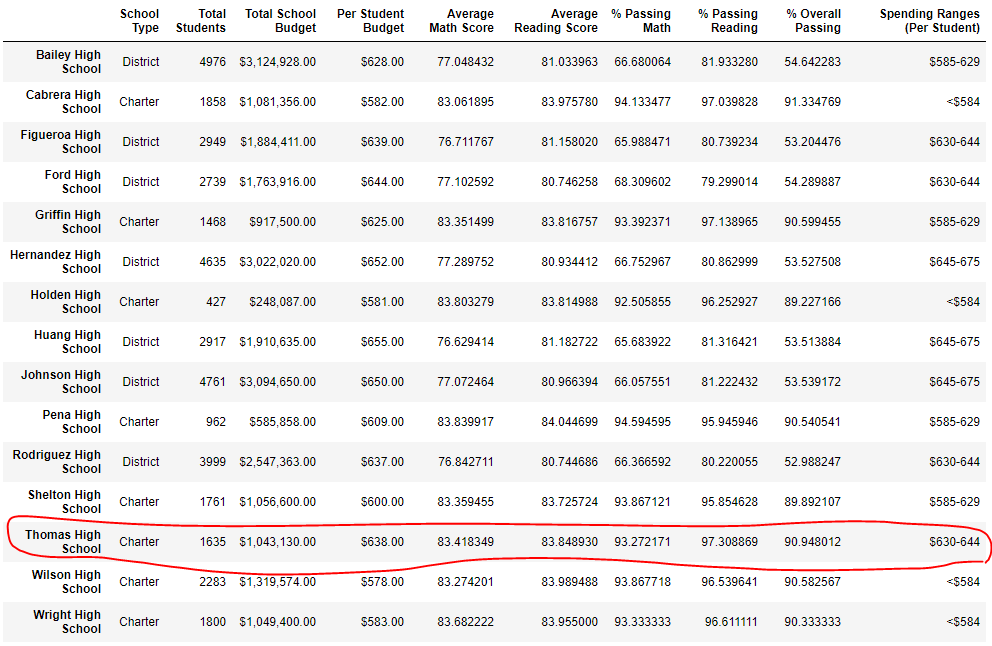 School Type Total Students Total School Budget Per Student Budget Average Math Score Average Reading Score % Passing Math % Passing Reading % Overall Passing Spending Ranges (Per Student)
Bailey High School District 4976 $3,124,928.00 $628.00 77.048432 81.033963 66.680064 81.933280 54.642283 $585-629
Cabrera High School Charter 1858 $1,081,356.00 $582.00 83.061895 83.975780 94.133477 97.039828 91.334769 <$584
Figueroa High School District 2949 $1,884,411.00 $639.00 76.711767 81.158020 65.988471 80.739234 53.204476 $630-644
Ford High School District 2739 $1,763,916.00 $644.00 77.102592 80.746258 68.309602 79.299014 54.289887 $630-644
Griffin High School Charter 1468 $917,500.00 $625.00 83.351499 83.816757 93.392371 97.138965 90.599455 $585-629
Hernandez High School District 4635 $3,022,020.00 $652.00 77.289752 80.934412 66.752967 80.862999 53.527508 $645-675
Holden High School Charter 427 $248,087.00 $581.00 83.803279 83.814988 92.505855 96.252927 89.227166 <$584
Huang High School District 2917 $1,910,635.00 $655.00 76.629414 81.182722 65.683922 81.316421 53.513884 $645-675
Johnson High School District 4761 $3,094,650.00 $650.00 77.072464 80.966394 66.057551 81.222432 53.539172 $645-675
Pena High School Charter 962 $585,858.00 $609.00 83.839917 84.044699 94.594595 95.945946 90.540541 $585-629
Rodriguez High School District 3999 $2,547,363.00 $637.00 76.842711 80.744686 66.366592 80.220055 52.988247 $630-644
Shelton High School Charter 1761 $1,056,600.00 $600.00 83.359455 83.725724 93.867121 95.854628 89.892107 $585-629
Thomas High School Charter 1635 $1,043,130.00 $638.00 83.418349 83.848930 93.272171 97.308869 90.948012 $630-644
Wilson High School Charter 2283 $1,319,574.00 $578.00 83.274201 83.989488 93.867718 96.539641 90.582567 <$584
Wright High School Charter 1800 $1,049,400.00 $583.00 83.682222 83.955000 93.333333 96.611111 90.333333 <$584